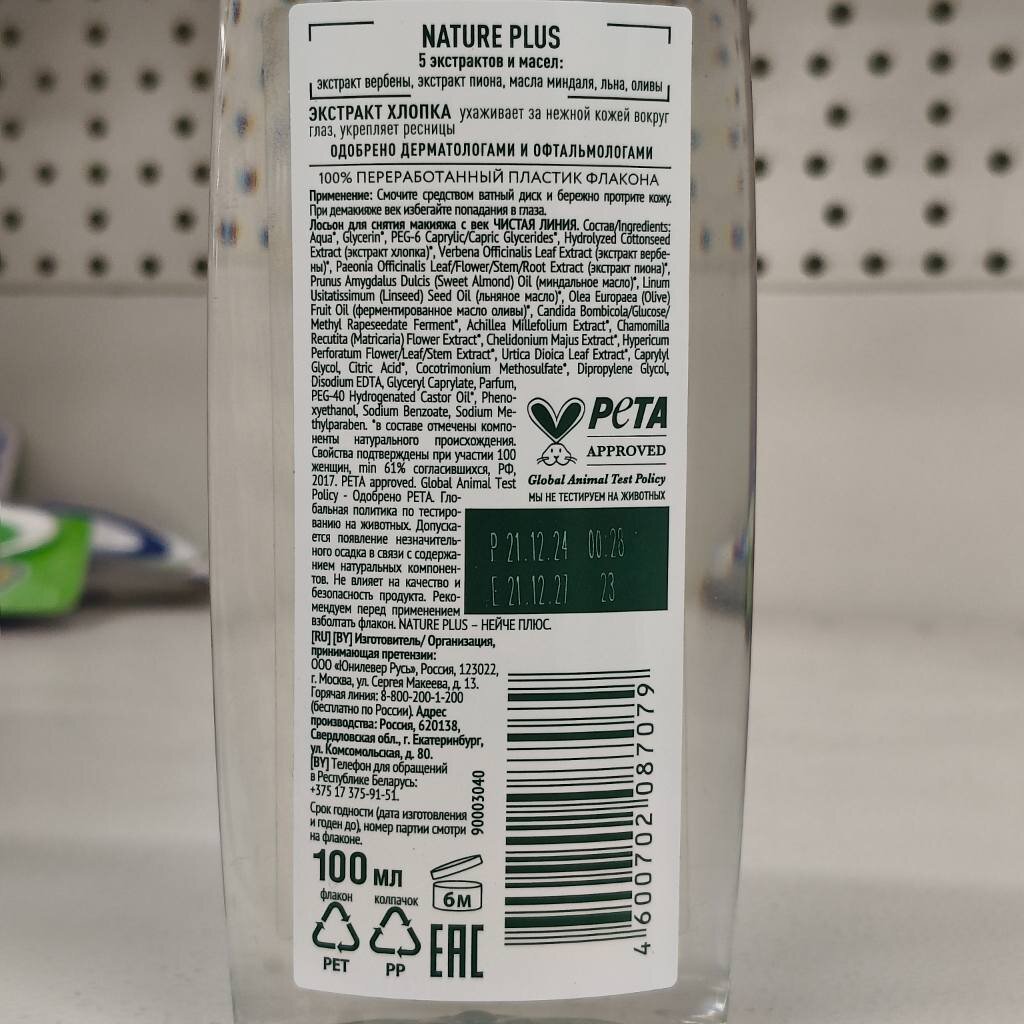 NATURE PLUS
5 экстрактов и масел:
экстракт вербены, экстракт пиона, масла миндаля, льна, оливы
ЭКСТРАКТ ХЛОПКА ухаживает за нежной кожей вокруг
глаз, укрепляет ресницы
ОДОБРЕНО ДЕРМАТОЛОГАМИ И ОФТАЛЬМОЛОГАМИ
100% ПЕРЕРАБОТАННЫЙ ПЛАСТИК ФЛАКОНА
Применение: Смочите средством ватный диск и бережно протрите кожу.
При демакияже век избегайте попадания в глаза.
Лосьон для снятия макияжа с век ЧИСТАЯ ЛИНИЯ. Состав/Ingredients:
Aqua*, Glycerin*, PEG-6 Caprylic/Capric Glycerides*, Hydrolyzed Cottonseed
Extract (экстракт хлопка)*, Verbena Officinalis Leaf Extract (экстракт вербе-
ны)*, Paeonia Officinalis Leaf/Flower/Stem/Root Extract (экстракт пиона)*,
Prunus Amygdalus Dulcis (Sweet Almond) Oil (миндальное масло)*, Linum
Usitatissimum (Linseed) Seed Oil (льняное масло)*, Olea Europaea (Olive)
Fruit Oil (ферментированное масло оливы)*, Candida Bombicola/Glucose/
Methyl Rapeseedate Ferment*, Achillea Millefolium Extract*, Chamomilla
Recutita (Matricaria) Flower Extract*, Chelidonium Majus Extract*, Hypericum
Perforatum Flower/Leaf/Stem Extract*, Urtica Dioica Leaf Extract*, Caprylyl
Glycol, Citric Acid*, Cocotrimonium Methosulfate*, Dipropylene Glycol,
Disodium EDTA, Glyceryl Caprylate, Parfum,
PEG-40 Hydrogenated Castor Oil*, Pheno-
xyethanol, Sodium Benzoate, Sodium Me-
thylparaben. *в составе отмечены компо-
ненты натурального происхождения.
Свойства подтверждены при участии 100
женщин, min 61% согласившихся, РФ,
2017. PETA approved. Global Animal Test
Policy - Одобрено PETA. Гло-
бальная политика по тестиро-
ванию на животных. Допуска-
ется появление незначитель-
ного осадка в связи с содержа-
нием натуральных компонен-
тов. Не влияет на качество и
безопасность продукта. Реко-
мендуем перед применением
взболтать флакон. NATURE PLUS – НЕЙЧЕ ПЛЮС.
PETA
APPROVED
Global Animal Test Policy
МЫ НЕ ТЕСТИРУЕМ НА ЖИВОТНЫХ
P 21.12.24 00:28
E 21.12.27 23
[RU] [BY] Изготовитель/ Организация,
принимающая претензии:
ООО «Юнилевер Русь», Россия, 123022,
г. Москва, ул. Сергея Макеева, д. 13.
Горячая линия: 8-800-200-1-200
(бесплатно по России). Адрес
производства: Россия, 620138,
Свердловская обл., г. Екатеринбург,
ул. Комсомольская, д. 80.
[BY] Телефон для обращений
в Республике Беларусь:
+375 17 375-91-51.
Срок годности (дата изготовления
и годен до), номер партии смотри
на флаконе.
90003040
4 600702 087079
100 мл
6м
флакон
PET
колпачок
PP
EAC